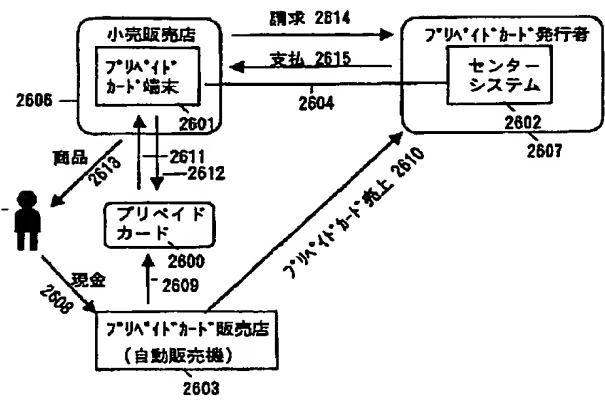 小売販売店
請求 2614
プリペイドカード発行者
プリペイド
カード端末
支払 2615
センター
システム
2606
2601
2604
2602
2607
商品
2613
2611
2612
プリペイド
カード
2600
プリペイドカード売上 2610
現金
2608
2609
プリペイドカード販売店
(自動販売機)
2603